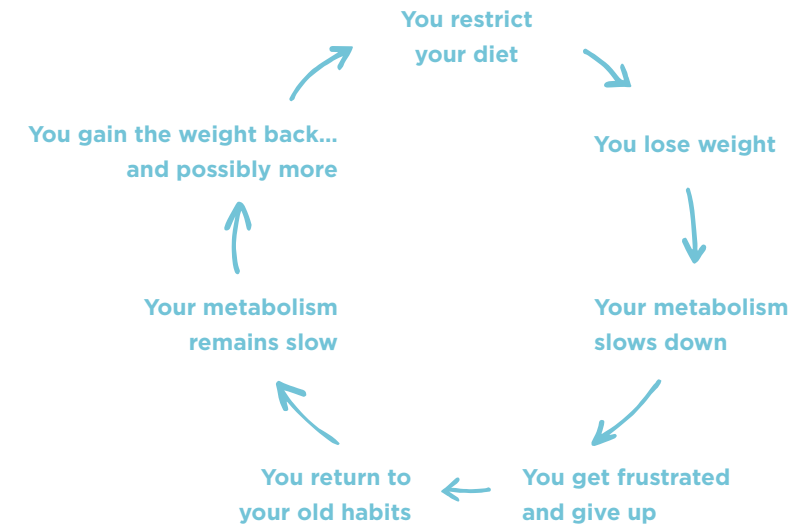 You restrict
your diet
You lose weight
Your metabolism
slows down
You get frustrated
and give up
You return to
your old habits
Your metabolism
remains slow
You gain the weight back...
and possibly more